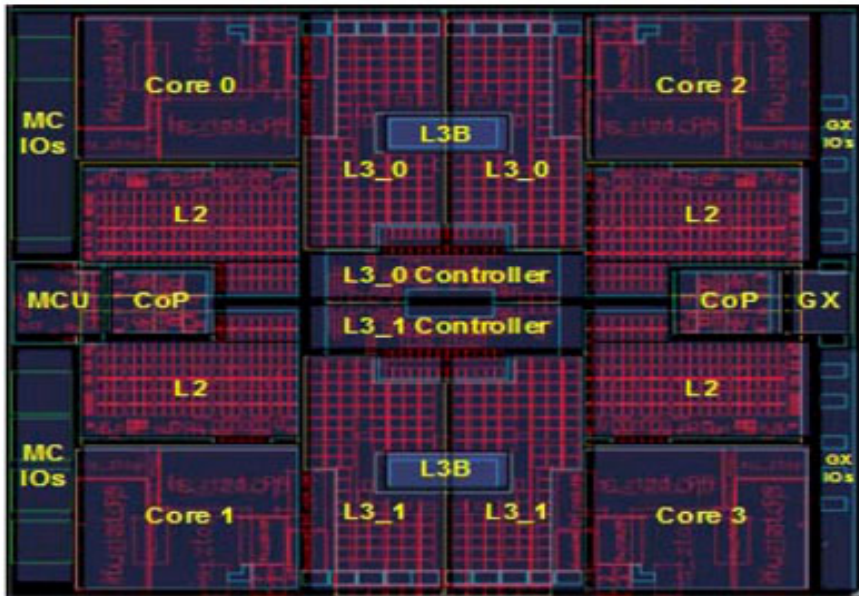 Core 0
Core 2
MC
IOs
GX
IOs
L3B
L3_0
L3_0
L2
L2
L3_0 Controller
MCU
CoP
CoP
GX
L3_1 Controller
L2
L2
MC
IOs
L3B
GX
IOs
Core 1
L3_1
L3_1
Core 3